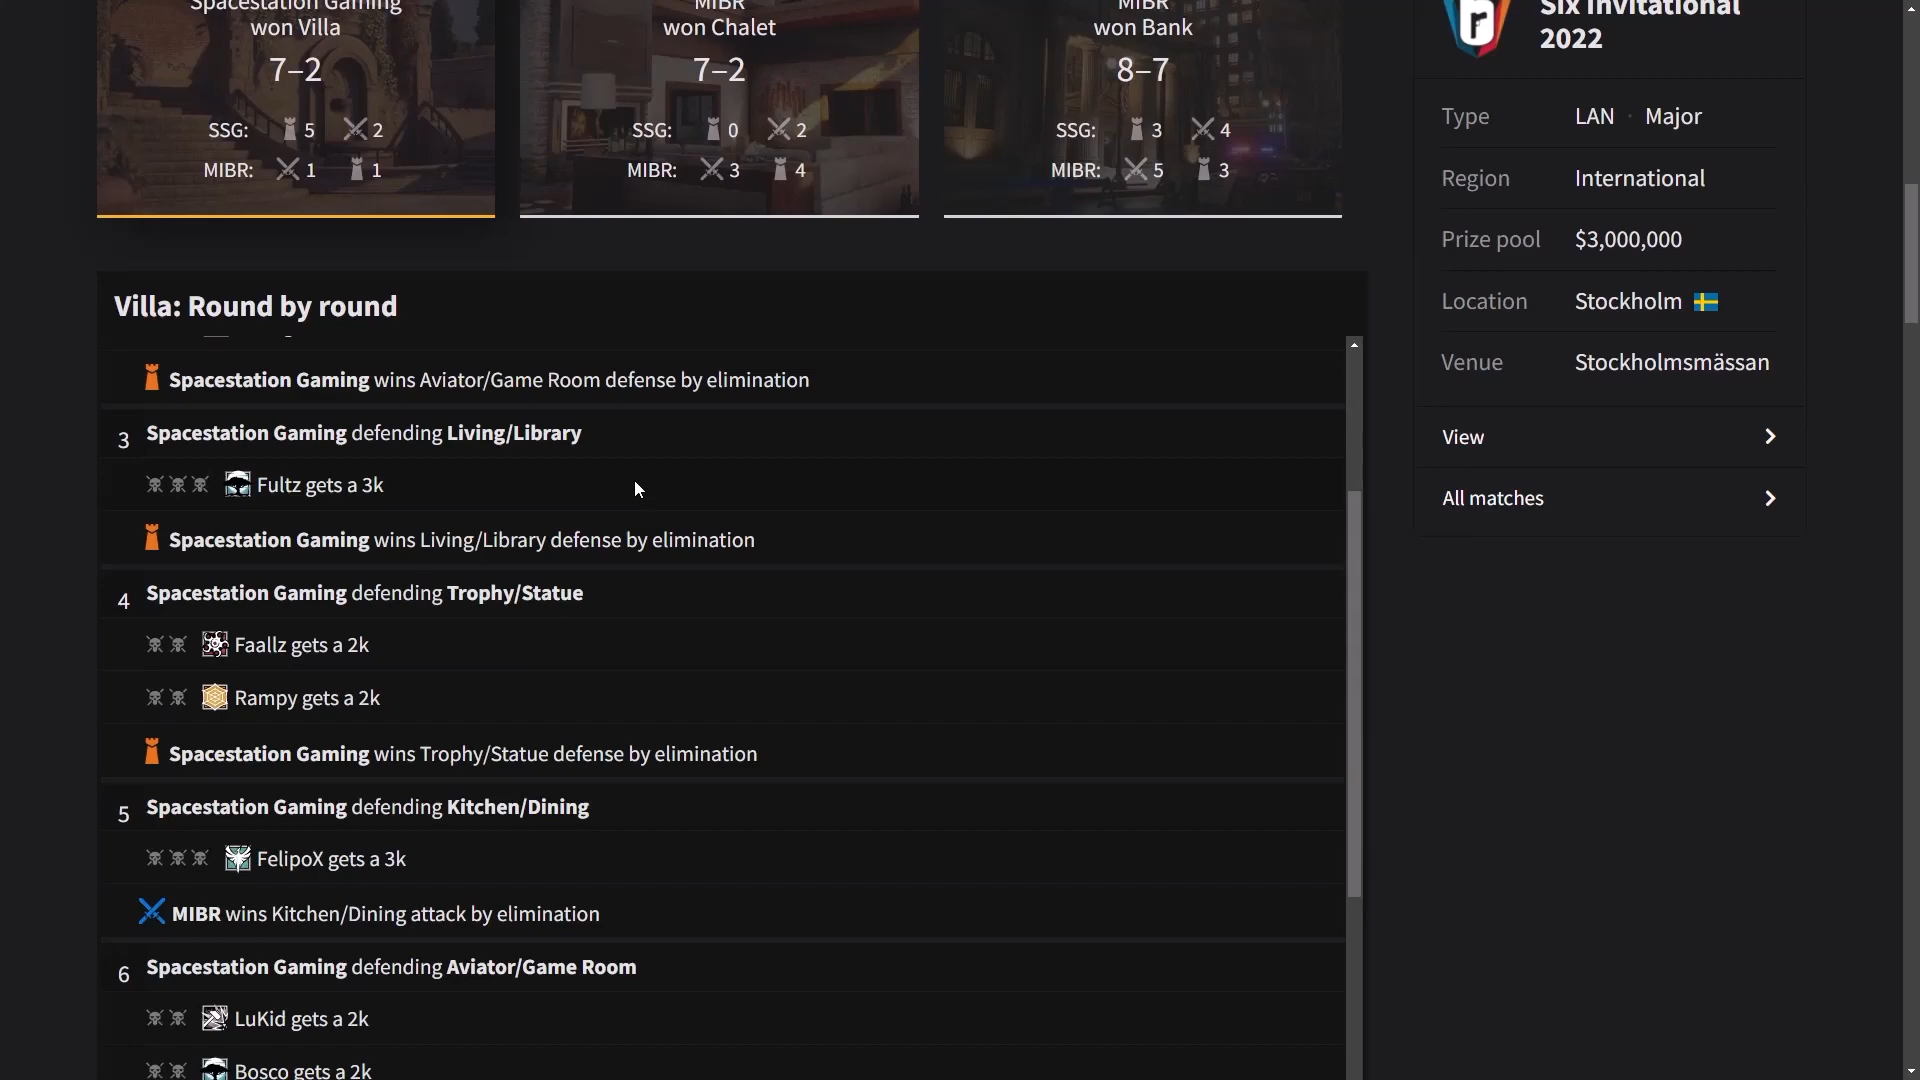 Spacestation Gaming
won Villa
7–2
SSG: 5 2
MIBR: 1 1
MIBR
won Chalet
7–2
SSG: 0 2
MIBR: 3 4
MIBR
won Bank
8–7
SSG: 3 4
MIBR: 5 3
Villa: Round by round
Spacestation Gaming wins Aviator/Game Room defense by elimination
3 Spacestation Gaming defending Living/Library
Fultz gets a 3k
Spacestation Gaming wins Living/Library defense by elimination
4 Spacestation Gaming defending Trophy/Statue
Faallz gets a 2k
Rampy gets a 2k
Spacestation Gaming wins Trophy/Statue defense by elimination
5 Spacestation Gaming defending Kitchen/Dining
FelipoX gets a 3k
MIBR wins Kitchen/Dining attack by elimination
6 Spacestation Gaming defending Aviator/Game Room
LuKid gets a 2k
Bosco gets a 2k
Six Invitational
2022
Type LAN · Major
Region International
Prize pool $3,000,000
Location Stockholm
Venue Stockholmsmässan
View
All matches